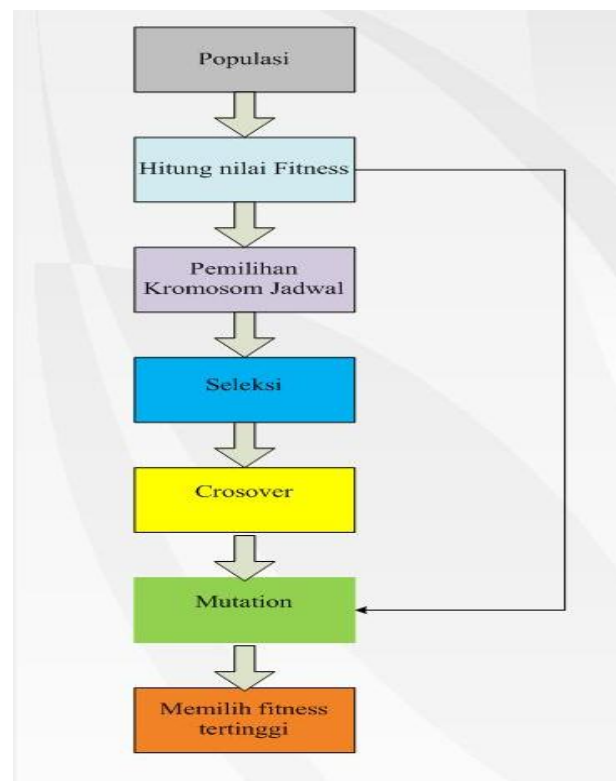 Populasi
Hitung nilai Fitness
Pemilihan
Kromosom Jadwal
Seleksi
Crosover
Mutation
Memilih fitness
tertinggi